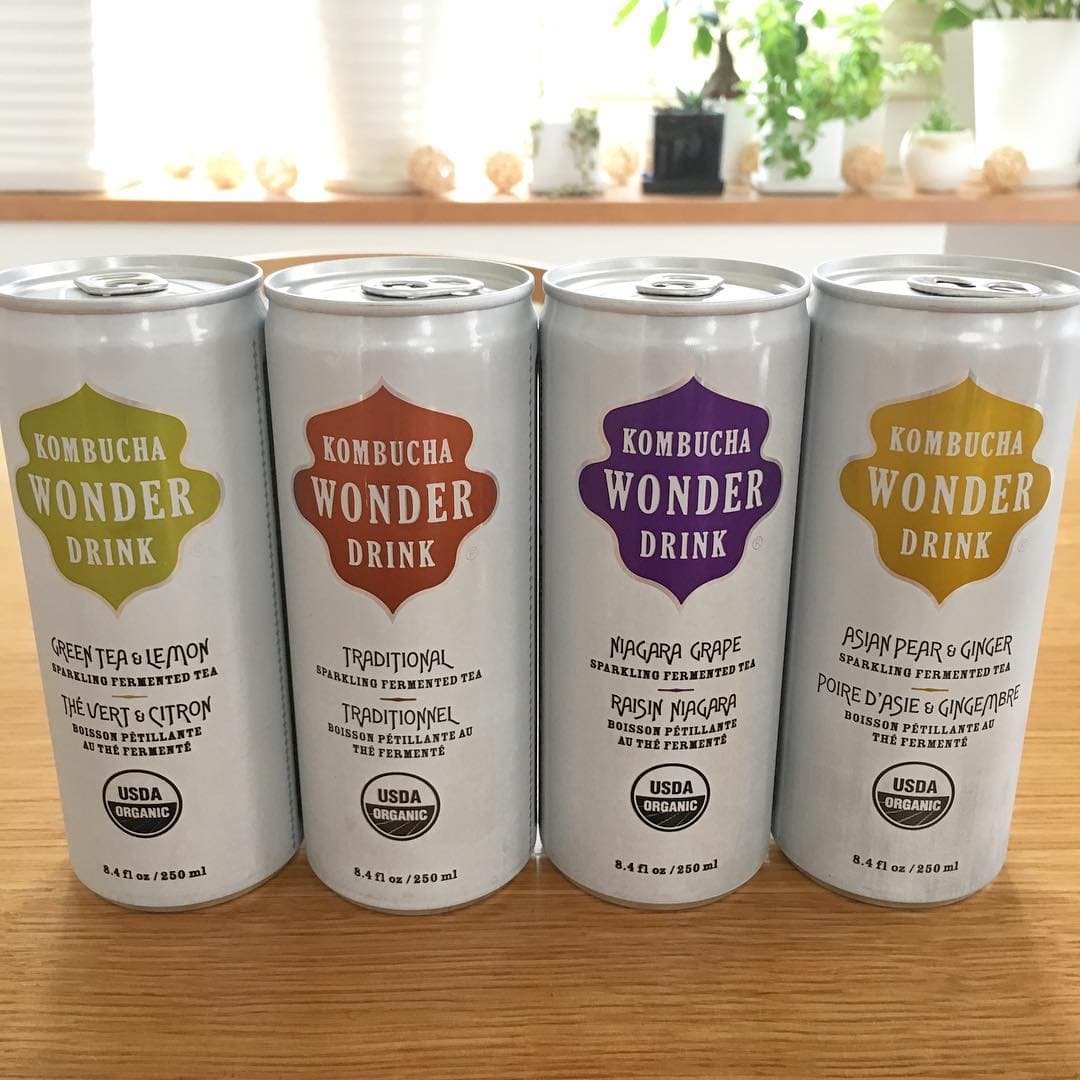 KOMBUCHA
WONDER
DRINK
GREEN TEA & LEMON
SPARKLING FERMENTED TEA
THÉ VERT & CITRON
BOISSON PÉTILLANTE
AU THÉ FERMENTÉ
USDA
ORGANIC
8.4 fl oz / 250 ml
KOMBUCHA
WONDER
DRINK
®
TRADITIONAL
SPARKLING FERMENTED TEA
TRADITIONNEL
BOISSON PÉTILLANTE AU
THÉ FERMENTÉ
USDA
ORGANIC
8.4 fl oz / 250 ml
KOMBUCHA
WONDER
DRINK
®
NIAGARA GRAPE
SPARKLING FERMENTED TEA
RAISIN NIAGARA
BOISSON PÉTILLANTE
AU THÉ FERMENTÉ
USDA
ORGANIC
8.4 fl oz / 250 ml
KOMBUCHA
WONDER
DRINK
®
ASIAN PEAR & GINGER
SPARKLING FERMENTED TEA
POIRE D'ASIE & GINGEMBRE
BOISSON PÉTILLANTE AU
THÉ FERMENTÉ
USDA
ORGANIC
8.4 fl oz / 250 ml